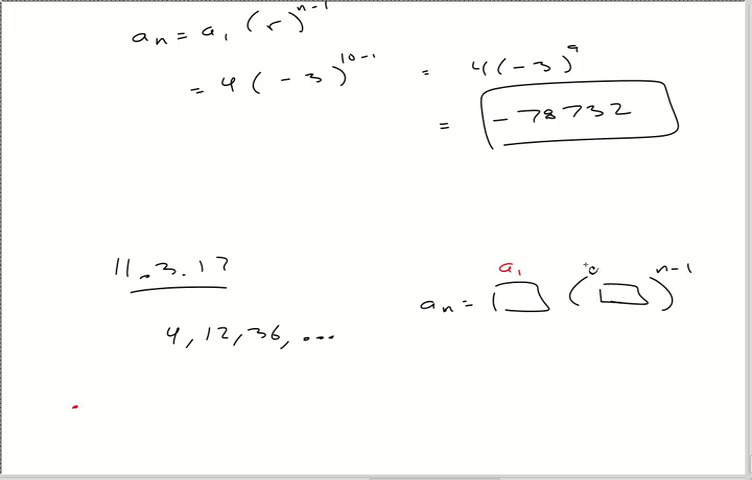 aₙ = a₁ (r)ⁿ⁻¹
= 4 (-3)¹⁰⁻¹ = 4(-3)⁹
= -78732
11.3.17
a₁
aₙ = ( )ⁿ⁻¹
4, 12, 36, ...